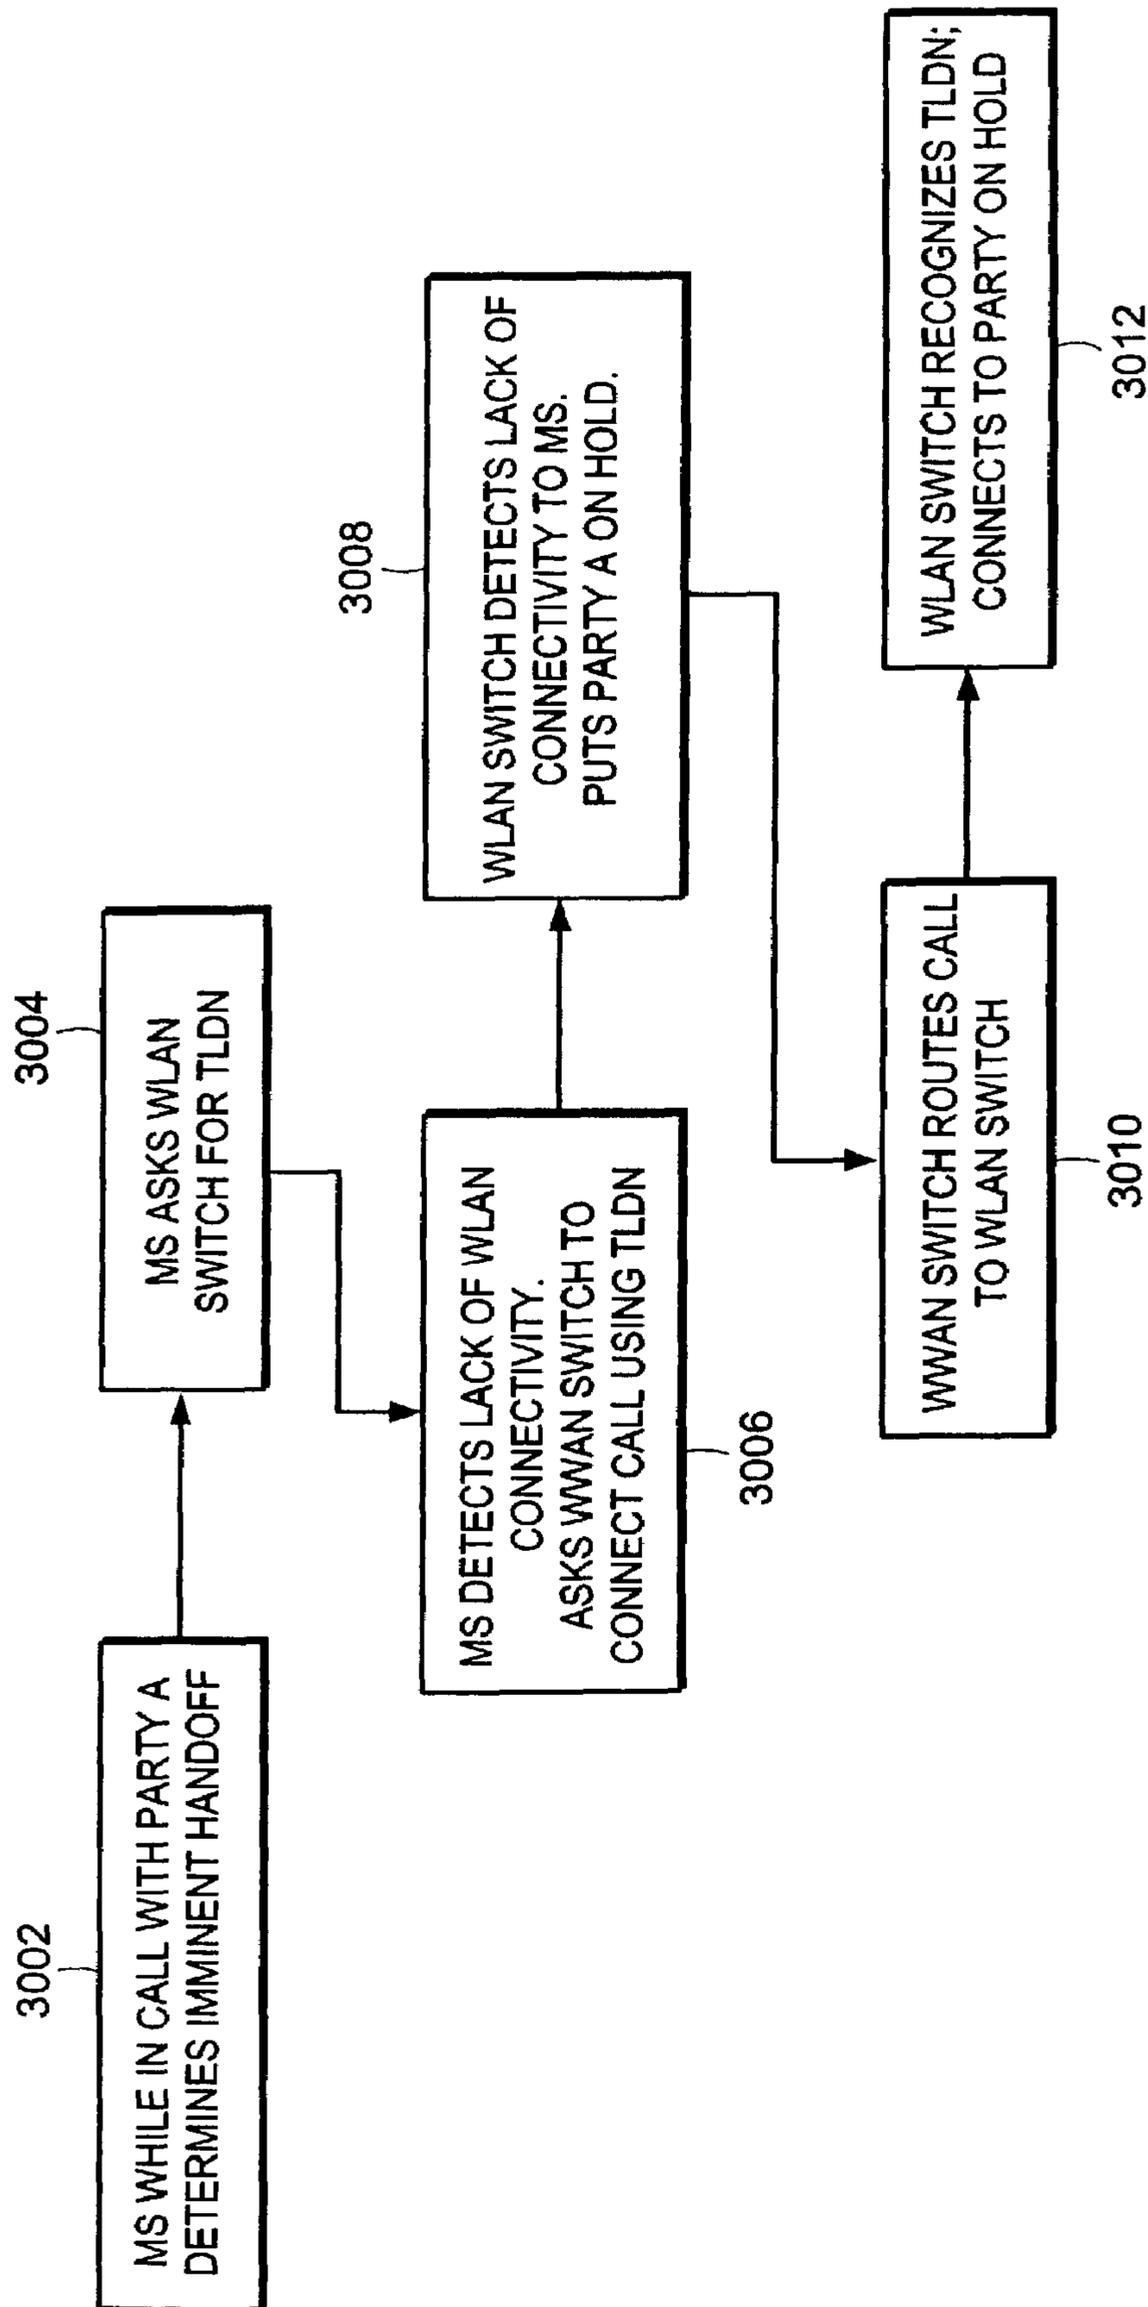 3002
MS WHILE IN CALL WITH PARTY A
DETERMINES IMMINENT HANDOFF
3004
MS ASKS WLAN
SWITCH FOR TLDN
MS DETECTS LACK OF WLAN
CONNECTIVITY.
ASKS WWAN SWITCH TO
CONNECT CALL USING TLDN
3006
3008
WLAN SWITCH DETECTS LACK OF
CONNECTIVITY TO MS.
PUTS PARTY A ON HOLD.
WWAN SWITCH ROUTES CALL
TO WLAN SWITCH
3010
WLAN SWITCH RECOGNIZES TLDN;
CONNECTS TO PARTY ON HOLD
3012